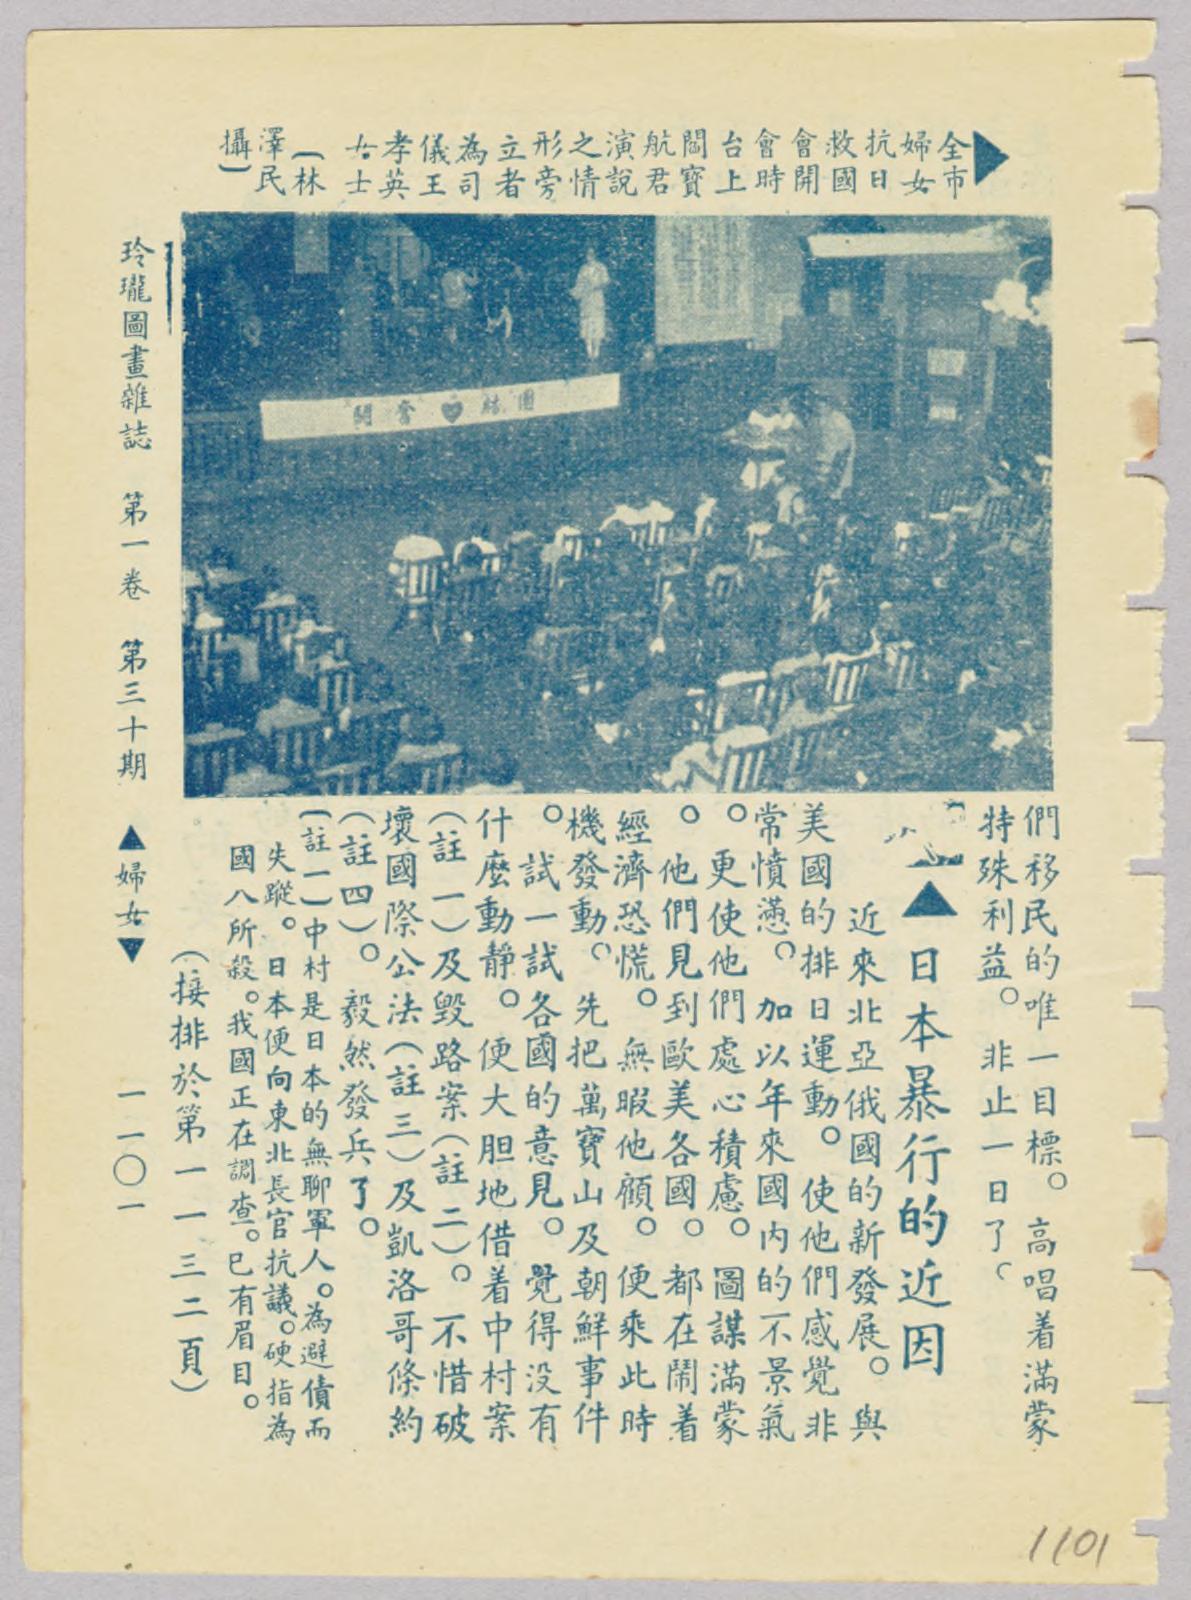 全市
婦女
抗日
救國
會開
會時
台上
閻寶
航君
演說
之情
形旁
立者
為司
儀王
孝英
女士
(林
澤民
攝)
鬬奮 結團
們移民的唯一目標。高唱着滿蒙
特殊利益。非止一日了。
▲日本暴行的近因
近來北亞俄國的新發展。與
美國的排日運動。使他們感覺非
常憤懣。加以年來國內的不景氣
。更使他們處心積慮。圖謀滿蒙
。他們見到歐美各國。都在鬧着
經濟恐慌。無暇他顧。便乘此時
機發動。先把萬寶山及朝鮮事件
。試一試各國的意見。覺得没有
什麼動靜。便大胆地借着中村案
(註一)及毀路案(註二)。不惜破
壞國際公法(註三)及凱洛哥條約
(註四)。毅然發兵了。
(註一)中村是日本的無聊軍人。為避債而
失蹤。日本便向東北長官抗議。硬指為
國人所殺。我國正在調查。已有眉目。
(接排於第一一三二頁)
玲瓏圖畫雜誌 第一卷 第三十期 ▲婦女▼ 一一〇一
1101